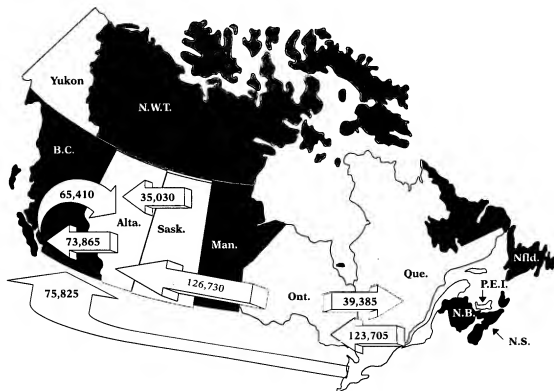 Yukon
N.W.T.
B.C.
65,410
35,030
Alta.
Sask.
73,865
Man.
126,730
75,825
Ont.
39,385
Que.
123,705
Nfld.
P.E.I.
N.B.
N.S.